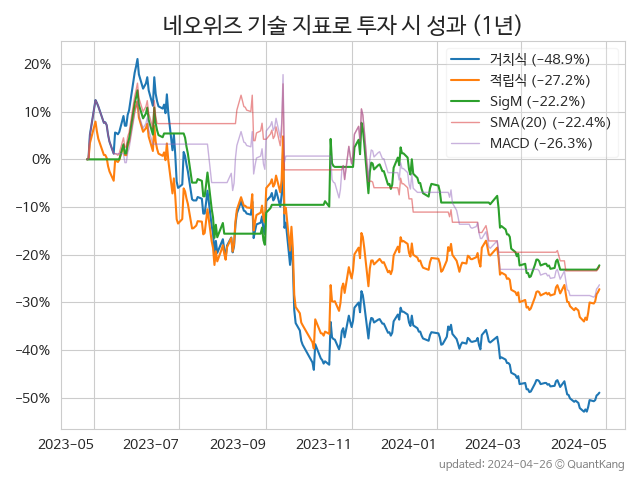 네오위즈 기술 지표로 투자 시 성과 (1년)
거치식 (−48.9%)
적립식 (−27.2%)
SigM (−22.2%)
SMA(20) (−22.4%)
MACD (−26.3%)
20%
10%
0%
−10%
−20%
−30%
−40%
−50%
2023-05 2023-07 2023-09 2023-11 2024-01 2024-03 2024-05
updated: 2024-04-26 © QuantKang